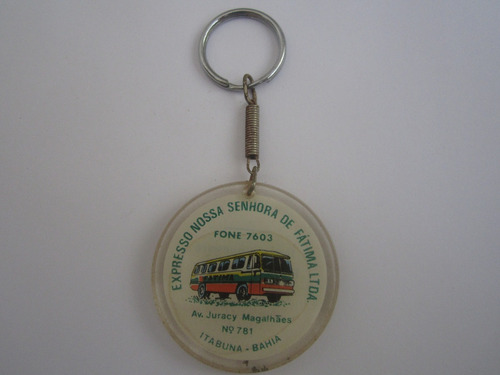 EXPRESSO NOSSA SENHORA DE FÁTIMA LTDA.
FONE 7603
Av. Juracy Magalhães
Nº 781
ITABUNA - BAHIA